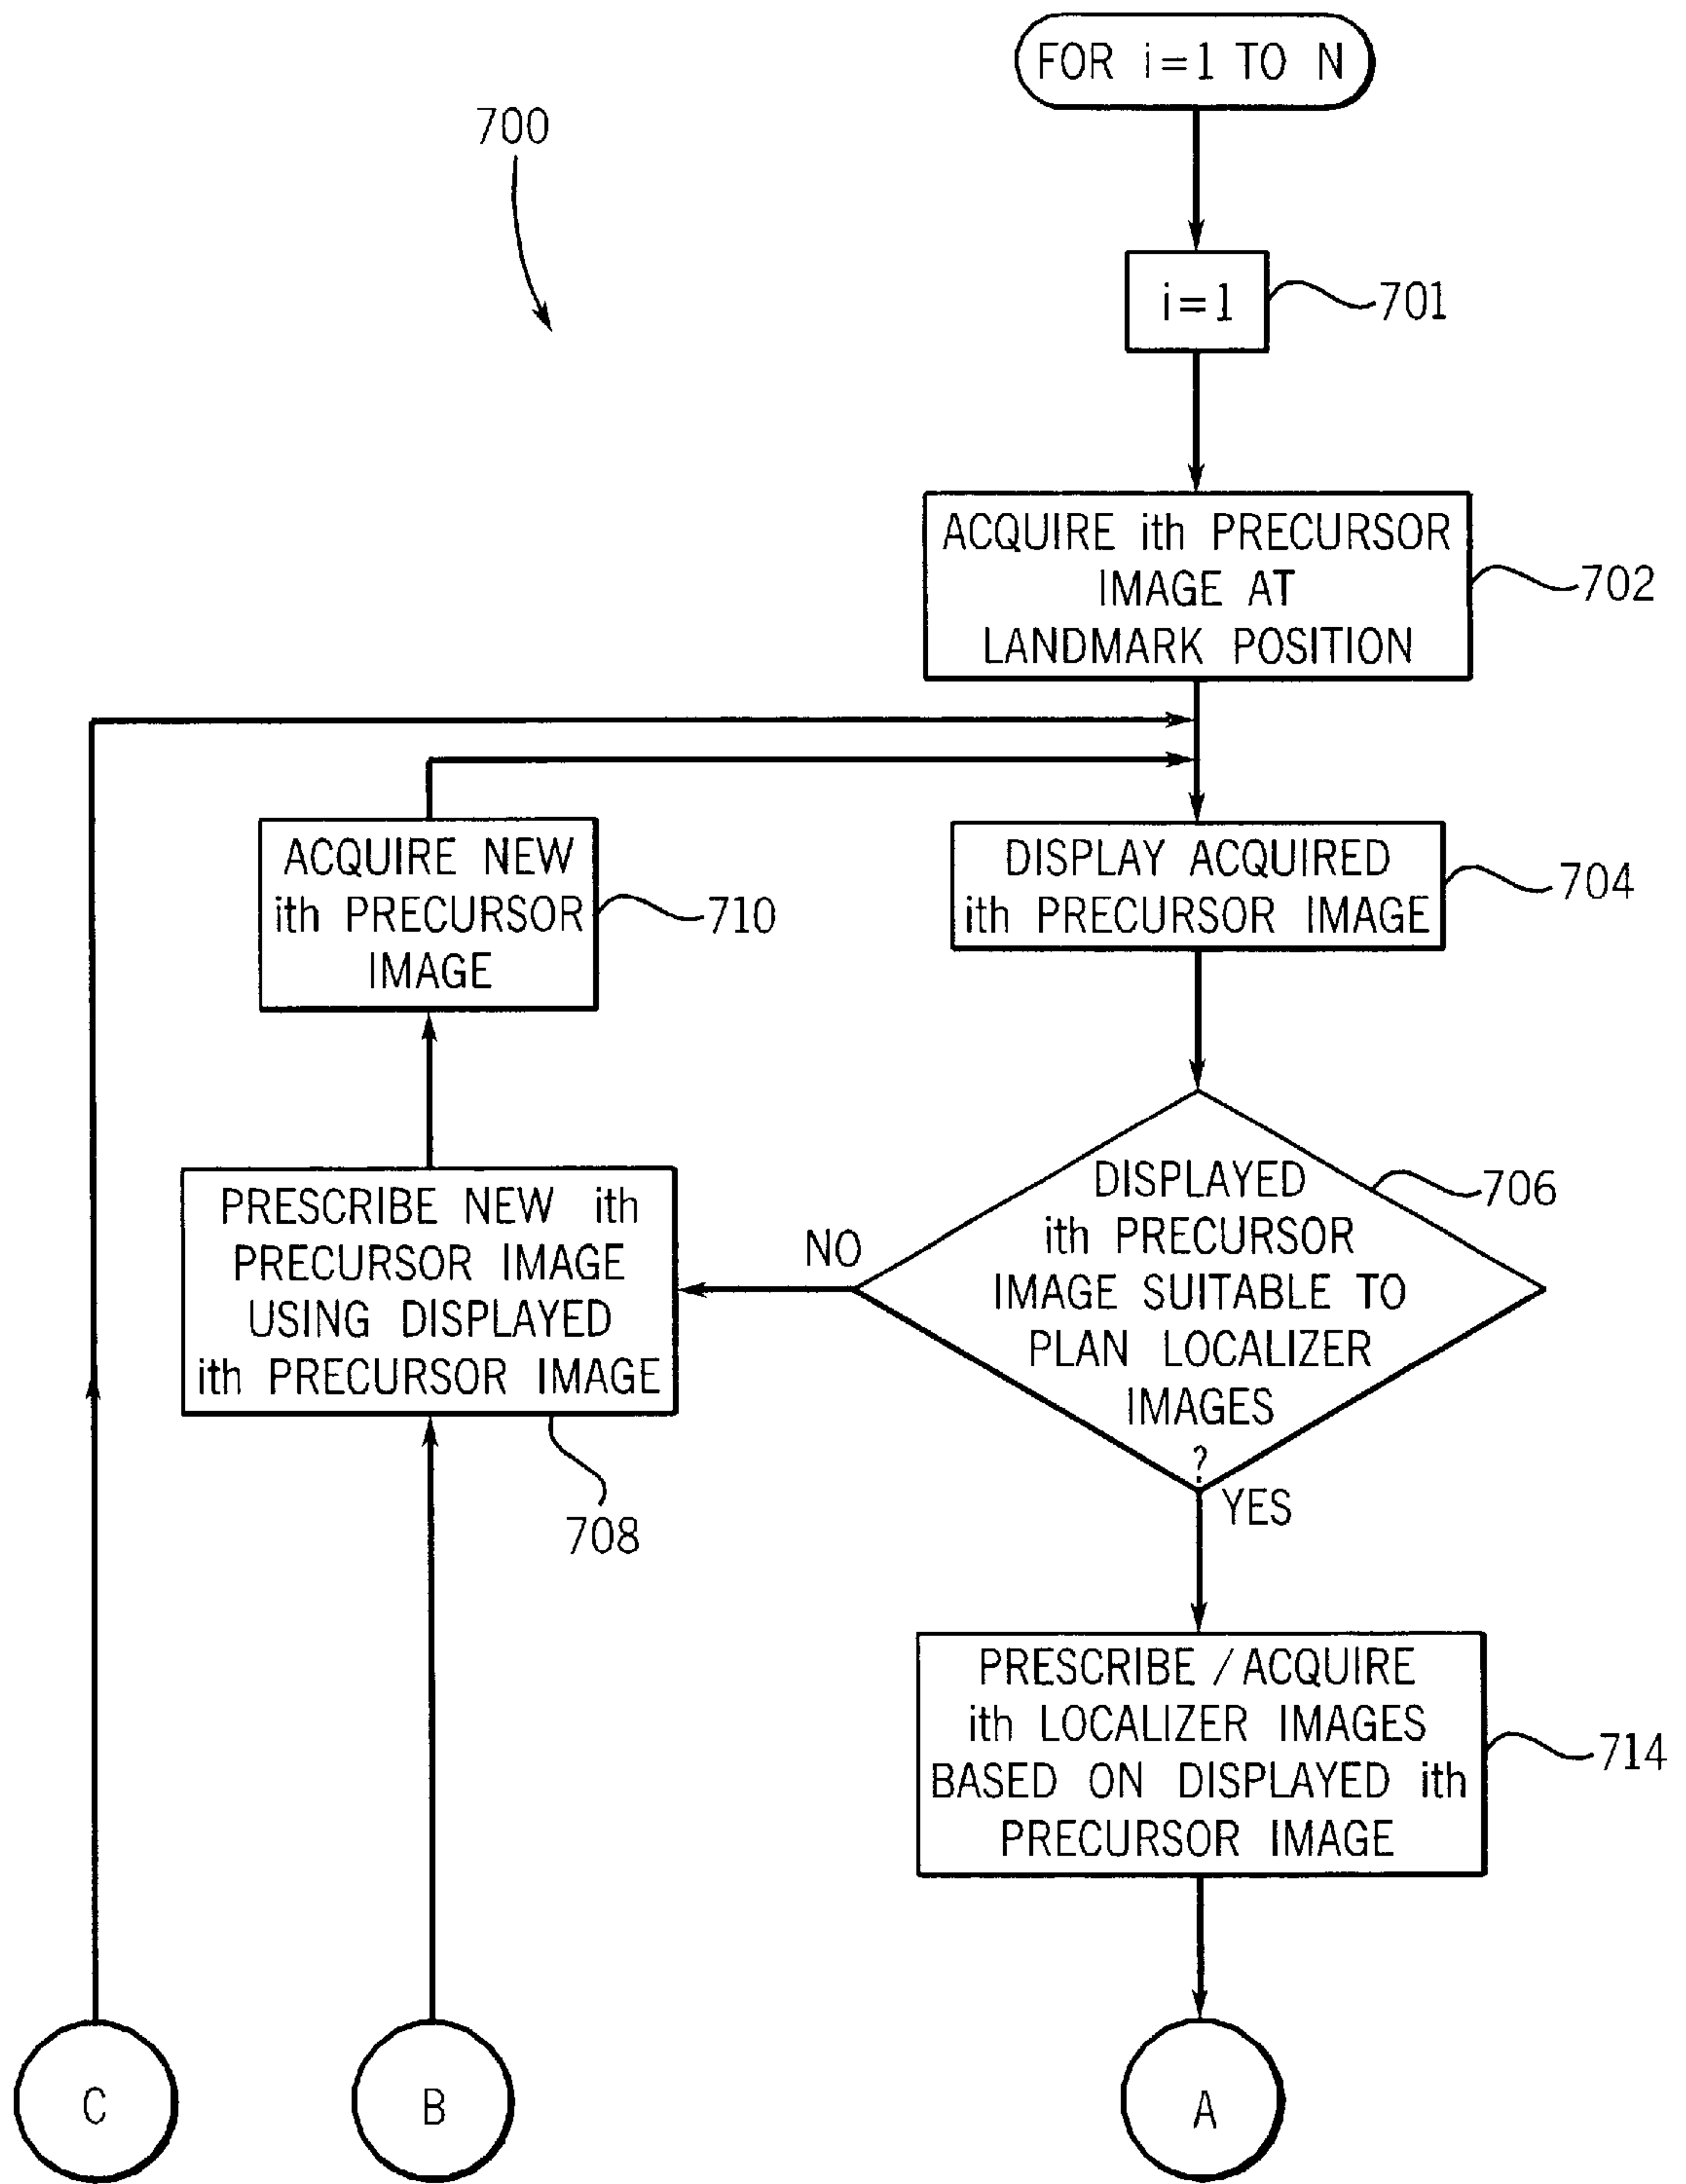 FOR i=1 TO N
700
i=1
701
ACQUIRE ith PRECURSOR
IMAGE AT
LANDMARK POSITION
702
ACQUIRE NEW
ith PRECURSOR
IMAGE
710
DISPLAY ACQUIRED
ith PRECURSOR IMAGE
704
PRESCRIBE NEW ith
PRECURSOR IMAGE
USING DISPLAYED
ith PRECURSOR IMAGE
708
NO
DISPLAYED
ith PRECURSOR
IMAGE SUITABLE TO
PLAN LOCALIZER
IMAGES
?
706
YES
PRESCRIBE / ACQUIRE
ith LOCALIZER IMAGES
BASED ON DISPLAYED ith
PRECURSOR IMAGE
714
C
B
A